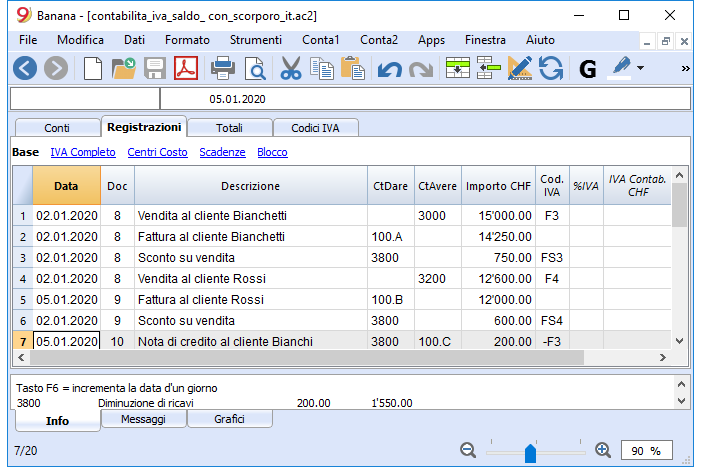 Banana - [contabilita_iva_saldo_ con_scorporo_it.ac2]
File Modifica Dati Formato Strumenti Conta1 Conta2 Apps Finestra Aiuto
G »
05.01.2020
Conti Registrazioni Totali Codici IVA
Base IVA Completo Centri Costo Scadenze Blocco
Data Doc Descrizione CtDare CtAvere Importo CHF Cod. IVA %IVA IVA Contab. CHF
1 02.01.2020 8 Vendita al cliente Bianchetti 3000 15'000.00 F3
2 02.01.2020 8 Fattura al cliente Bianchetti 100.A 14'250.00
3 02.01.2020 8 Sconto su vendita 3800 750.00 FS3
4 02.01.2020 8 Vendita al cliente Rossi 3200 12'600.00 F4
5 05.01.2020 9 Fattura al cliente Rossi 100.B 12'000.00
6 02.01.2020 9 Sconto su vendita 3800 600.00 FS4
7 05.01.2020 10 Nota di credito al cliente Bianchi 3800 100.C 200.00 -F3
Tasto F6 = incrementa la data d'un giorno
3800 Diminuzione di ricavi 200.00 1'550.00
Info Messaggi Grafici
7/20 90 %